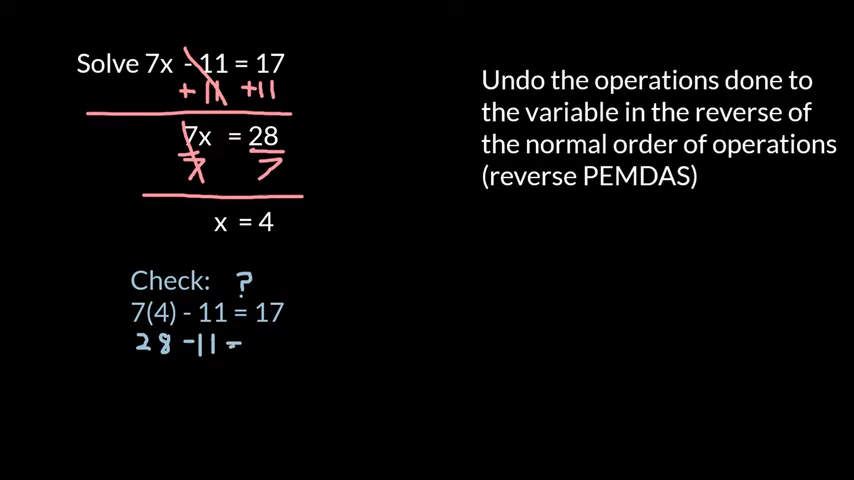 Solve 7x - 11 = 17
+ 11 +11
7x = 28
7 7
x = 4
Check: ?
7(4) - 11 = 17
28 -11 =
Undo the operations done to
the variable in the reverse of
the normal order of operations
(reverse PEMDAS)